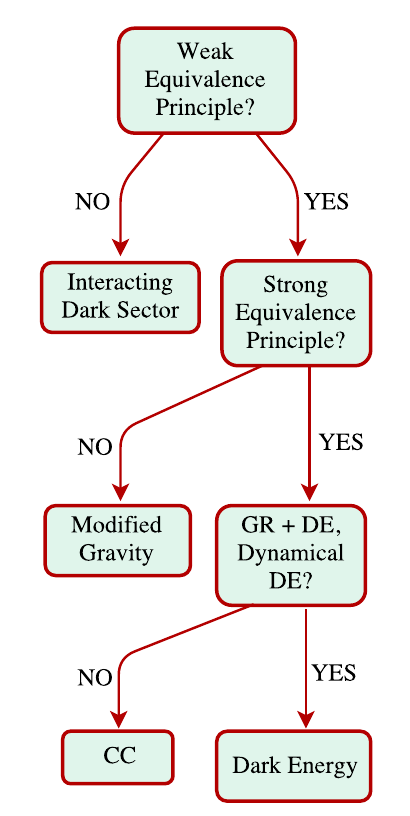 Weak
Equivalence
Principle?
NO
YES
Interacting
Dark Sector
Strong
Equivalence
Principle?
NO
YES
Modified
Gravity
GR + DE,
Dynamical
DE?
NO
YES
CC
Dark Energy